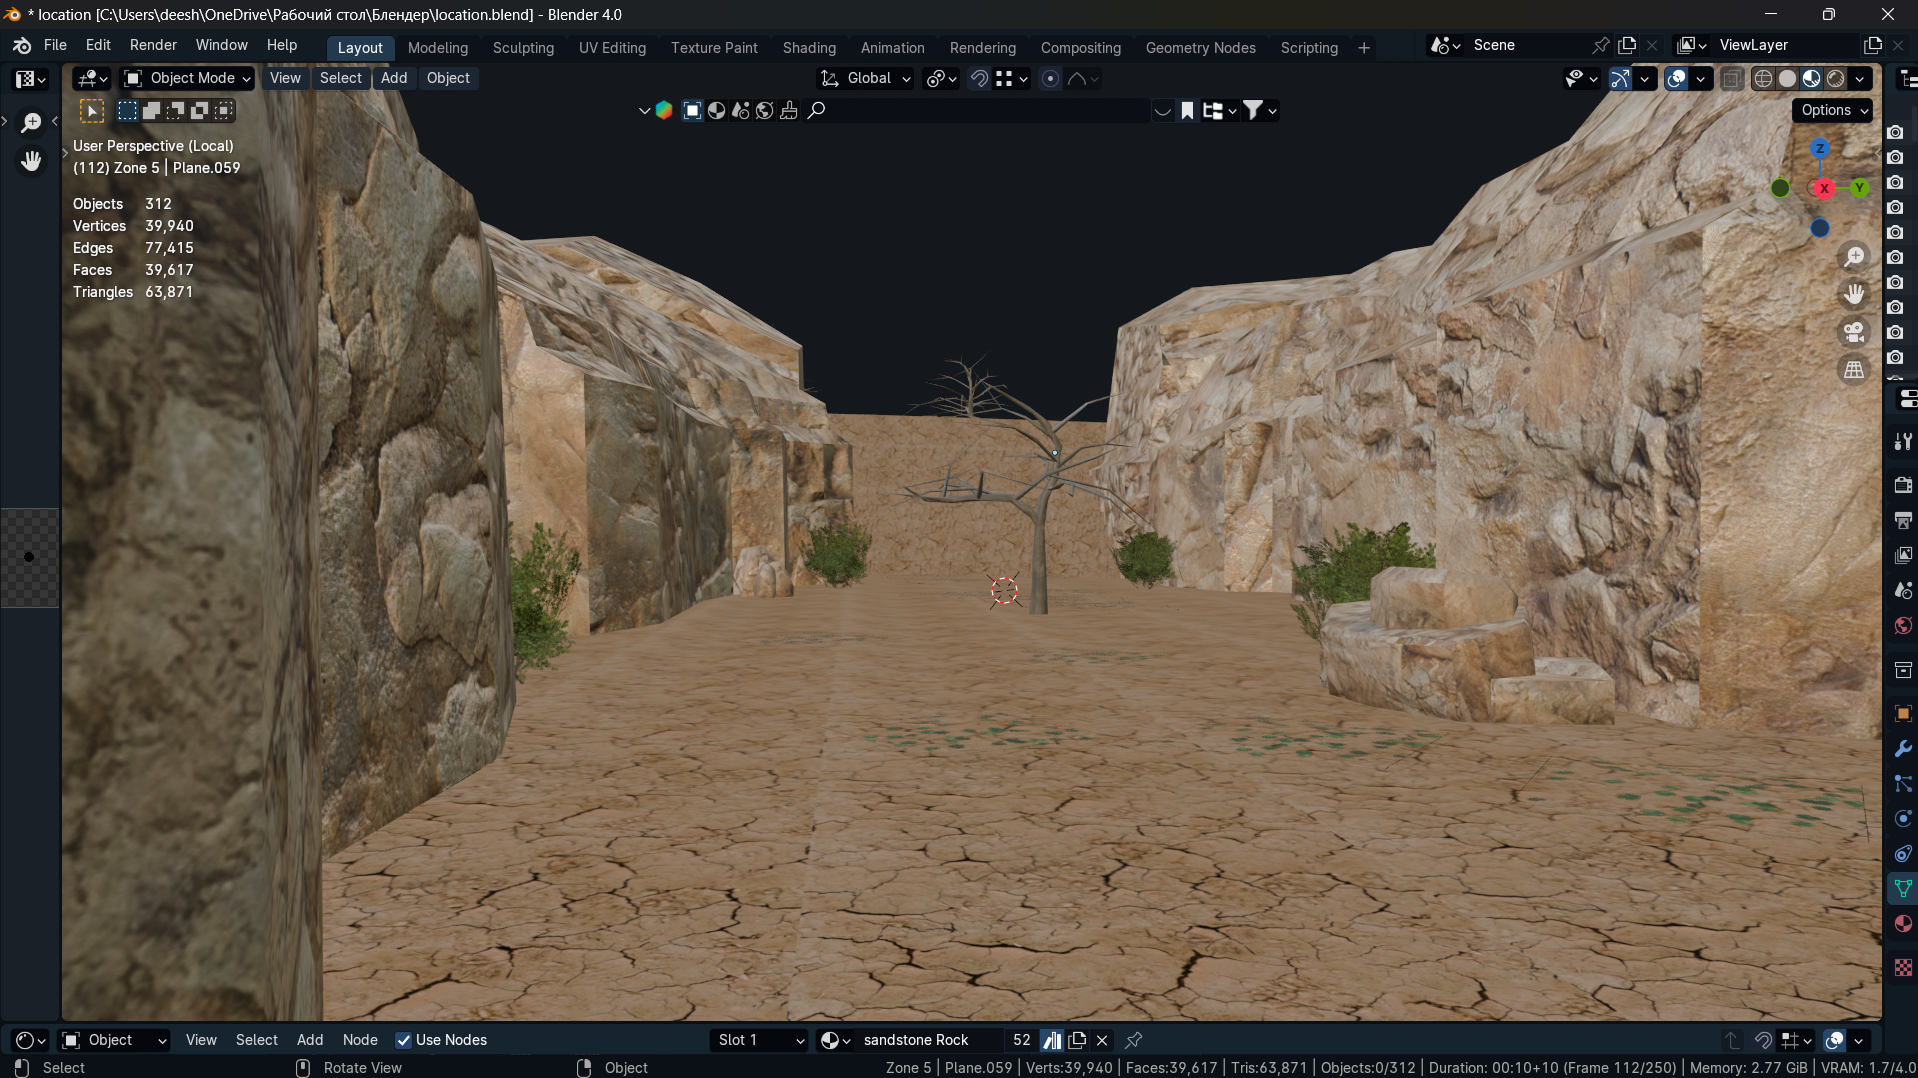 * location [C:\Users\deesh\OneDrive\Рабочий стол\Блендер\location.blend] - Blender 4.0
File Edit Render Window Help Layout Modeling Sculpting UV Editing Texture Paint Shading Animation Rendering Compositing Geometry Nodes Scripting + Scene ViewLayer
Object Mode View Select Add Object Global
Options
User Perspective (Local)
(112) Zone 5 | Plane.059
Objects 312
Vertices 39,940
Edges 77,415
Faces 39,617
Triangles 63,871
Z
X
Y
Object View Select Add Node Use Nodes Slot 1 sandstone Rock 52
Select Rotate View Object Zone 5 | Plane.059 | Verts:39,940 | Faces:39,617 | Tris:63,871 | Objects:0/312 | Duration: 00:10+10 (Frame 112/250) | Memory: 2.77 GiB | VRAM: 1.7/4.0